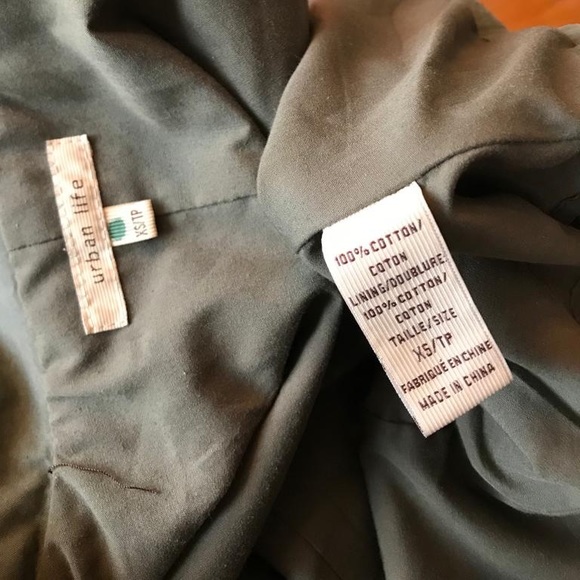 urban life
XS/TP
100% COTTON/
COTON
LINING/DOUBLURE:
100% COTTON/
COTON
TAILLE/SIZE
XS/TP
FABRIQUÉ EN CHINE
MADE IN CHINA